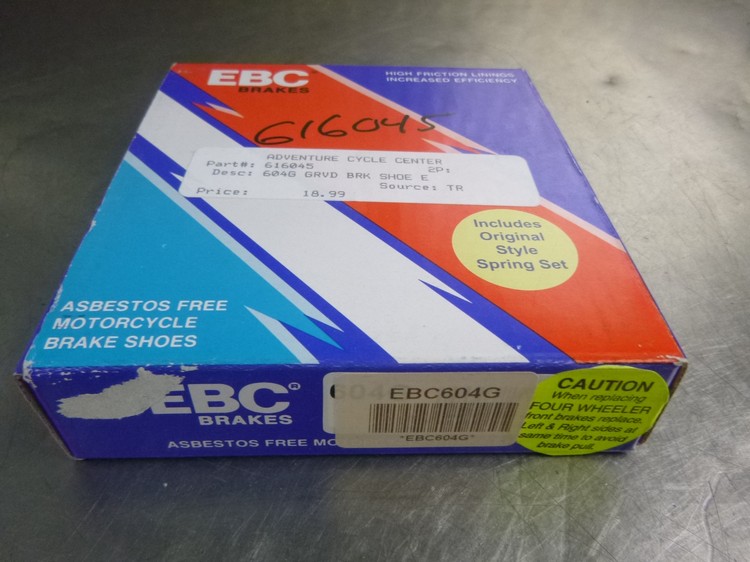 EBC
BRAKES
HIGH FRICTION LININGS
INCREASED EFFICIENCY
616045
ADVENTURE CYCLE CENTER
Part#: 616045 2P:
Desc: 604G GRVD BRK SHOE E
Source: TR
Price: 18.99
Includes
Original
Style
Spring Set
ASBESTOS FREE
MOTORCYCLE
BRAKE SHOES
EBC®
BRAKES
ASBESTOS FREE MO
604
EBC604G
*EBC604G*
CAUTION
When replacing
FOUR WHEELER
front brakes replace
Left & Right sides at
same time to avoid
brake pull.